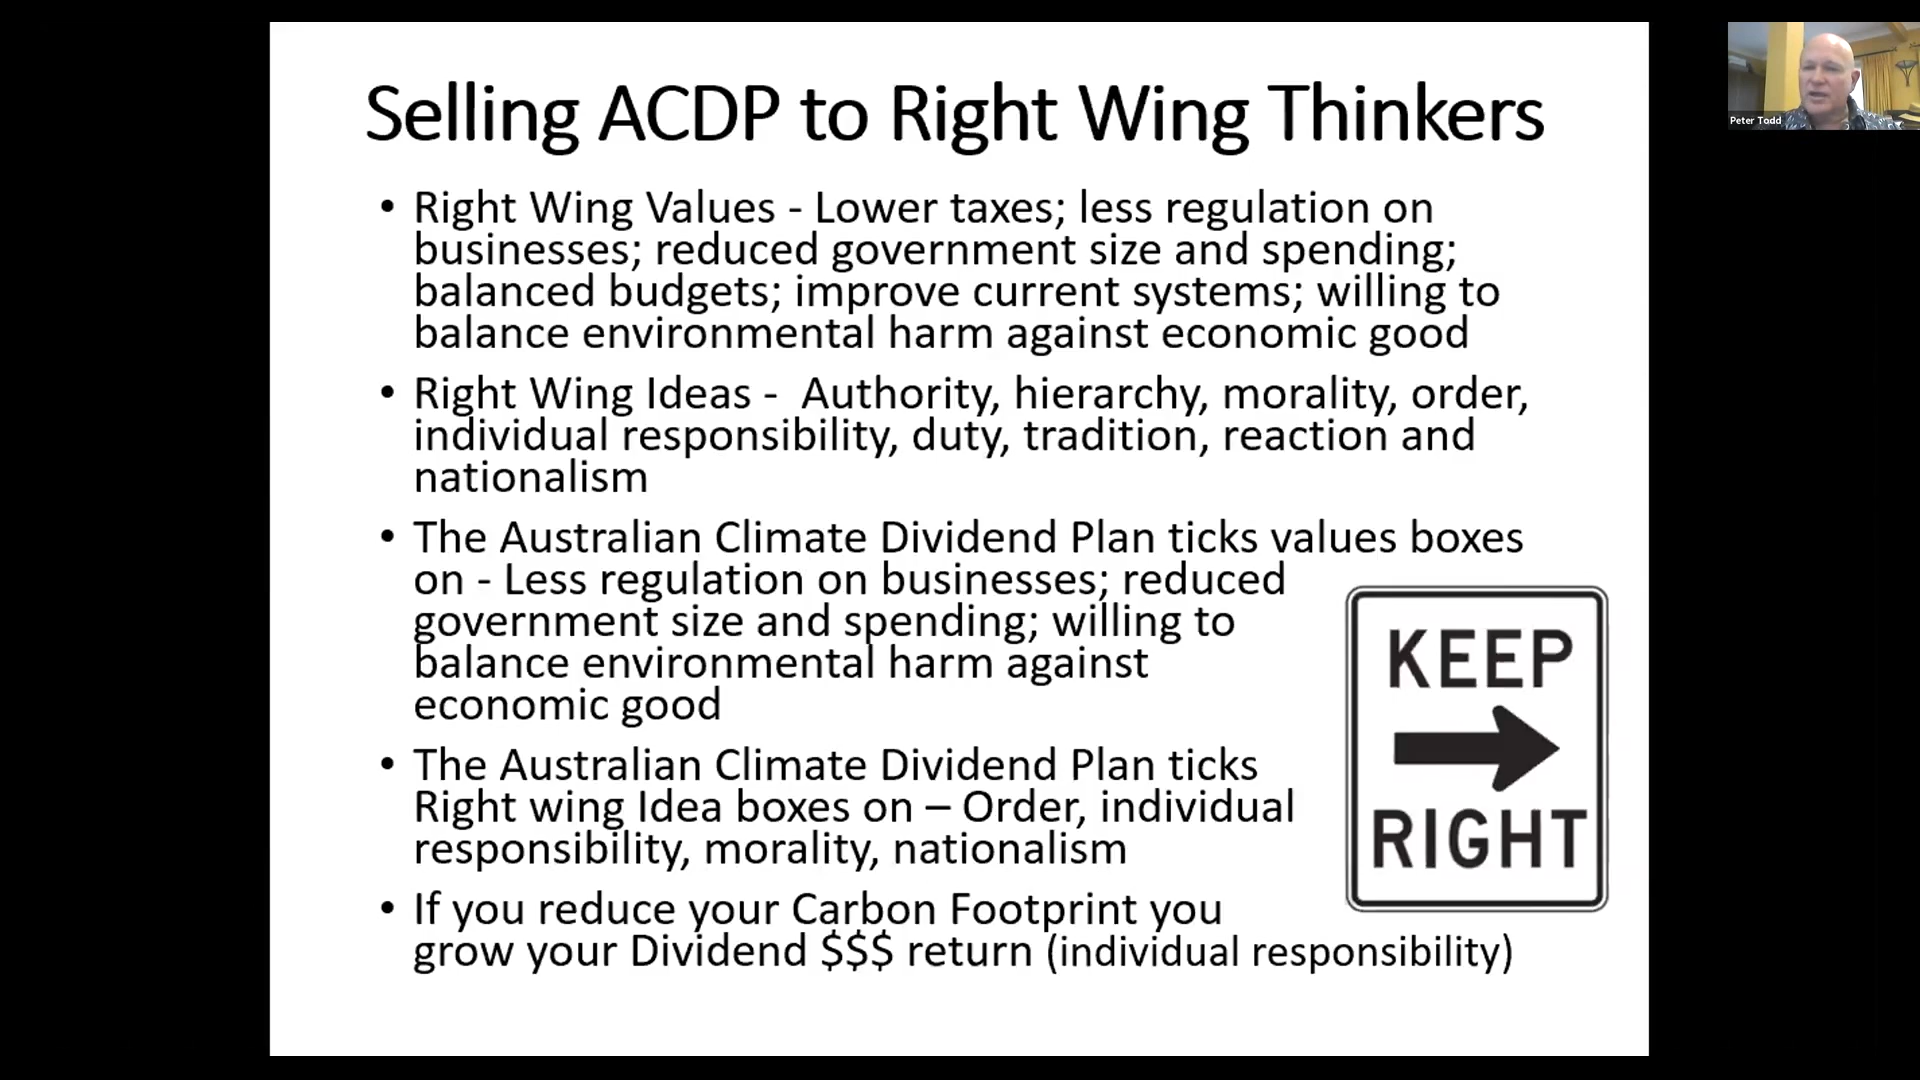 Selling ACDP to Right Wing Thinkers
• Right Wing Values - Lower taxes; less regulation on
businesses; reduced government size and spending;
balanced budgets; improve current systems; willing to
balance environmental harm against economic good
• Right Wing Ideas -  Authority, hierarchy, morality, order,
individual responsibility, duty, tradition, reaction and
nationalism
• The Australian Climate Dividend Plan ticks values boxes
on - Less regulation on businesses; reduced
government size and spending; willing to
balance environmental harm against
economic good
• The Australian Climate Dividend Plan ticks
Right wing Idea boxes on – Order, individual
responsibility, morality, nationalism
• If you reduce your Carbon Footprint you
grow your Dividend $$$ return (individual responsibility)
KEEP
RIGHT
Peter Todd